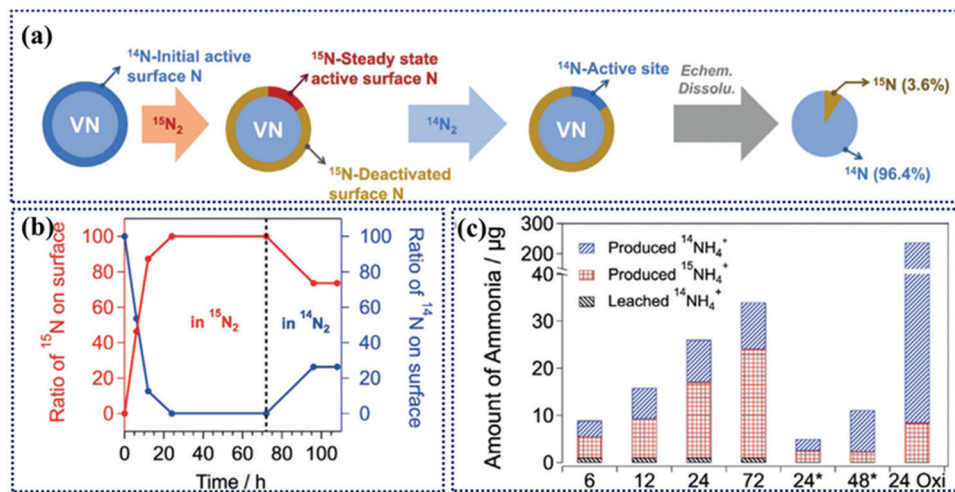 (a)
¹⁴N-Initial active
surface N
VN
¹⁵N₂
¹⁵N-Steady state
active surface N
VN
¹⁵N-Deactivated
surface N
¹⁴N₂
¹⁴N-Active site
VN
Echem.
Dissolu.
¹⁵N (3.6%)
¹⁴N (96.4%)
(b)
Ratio of ¹⁵N on surface
100
80
60
40
20
0
in ¹⁵N₂
in ¹⁴N₂
100
80
60
40
20
0
Ratio of ¹⁴N on surface
0 20 40 60 80 100
Time / h
(c)
Amount of Ammonia / μg
300
200
40
30
20
10
0
Produced ¹⁴NH₄⁺
Produced ¹⁵NH₄⁺
Leached ¹⁴NH₄⁺
6 12 24 72 24* 48* 24 Oxi